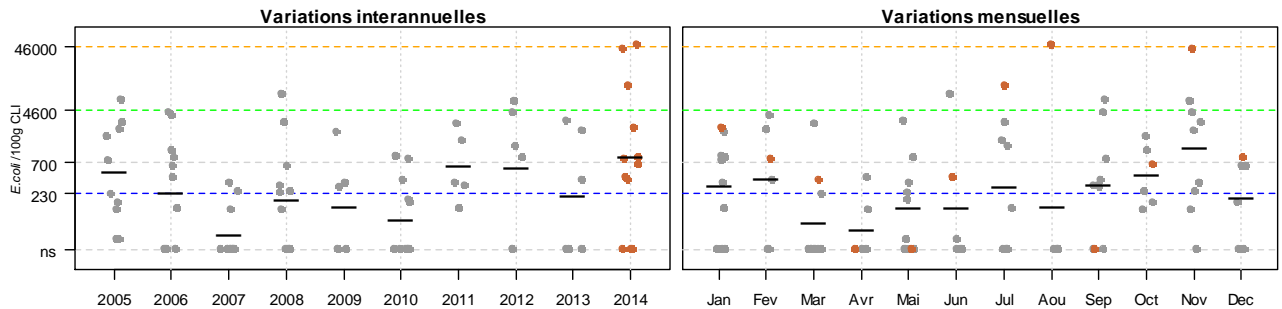 Variations interannuelles
Variations mensuelles
E.coli /100g CLI
46000
4600
700
230
ns
2005 2006 2007 2008 2009 2010 2011 2012 2013 2014
Jan Fev Mar Avr Mai Jun Jul Aou Sep Oct Nov Dec